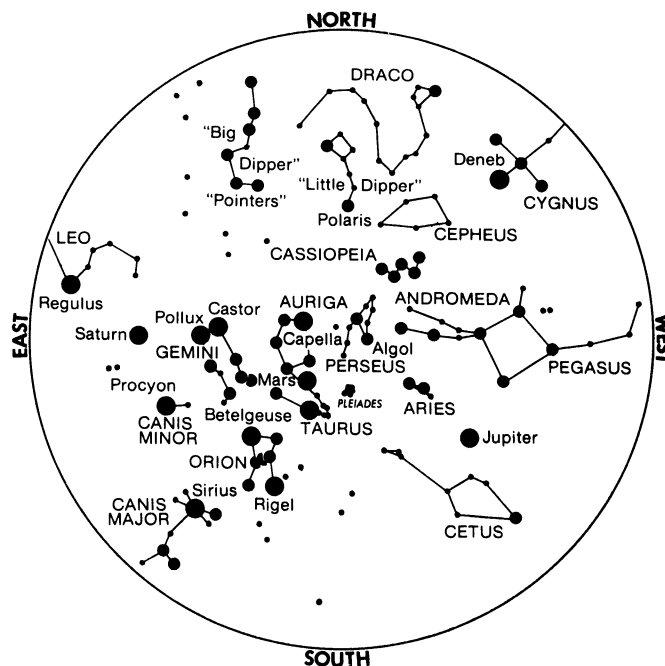 NORTH
DRACO
"Big
Dipper"
"Pointers"
"Little Dipper"
Polaris
Deneb
CYGNUS
CEPHEUS
LEO
CASSIOPEIA
Regulus
EAST
WEST
Saturn
Pollux
Castor
GEMINI
AURIGA
Capella
ANDROMEDA
PERSEUS
Algol
PEGASUS
Procyon
Mars
PLEIADES
ARIES
CANIS
MINOR
Betelgeuse
TAURUS
Jupiter
ORION
CANIS
MAJOR
Sirius
Rigel
CETUS
SOUTH